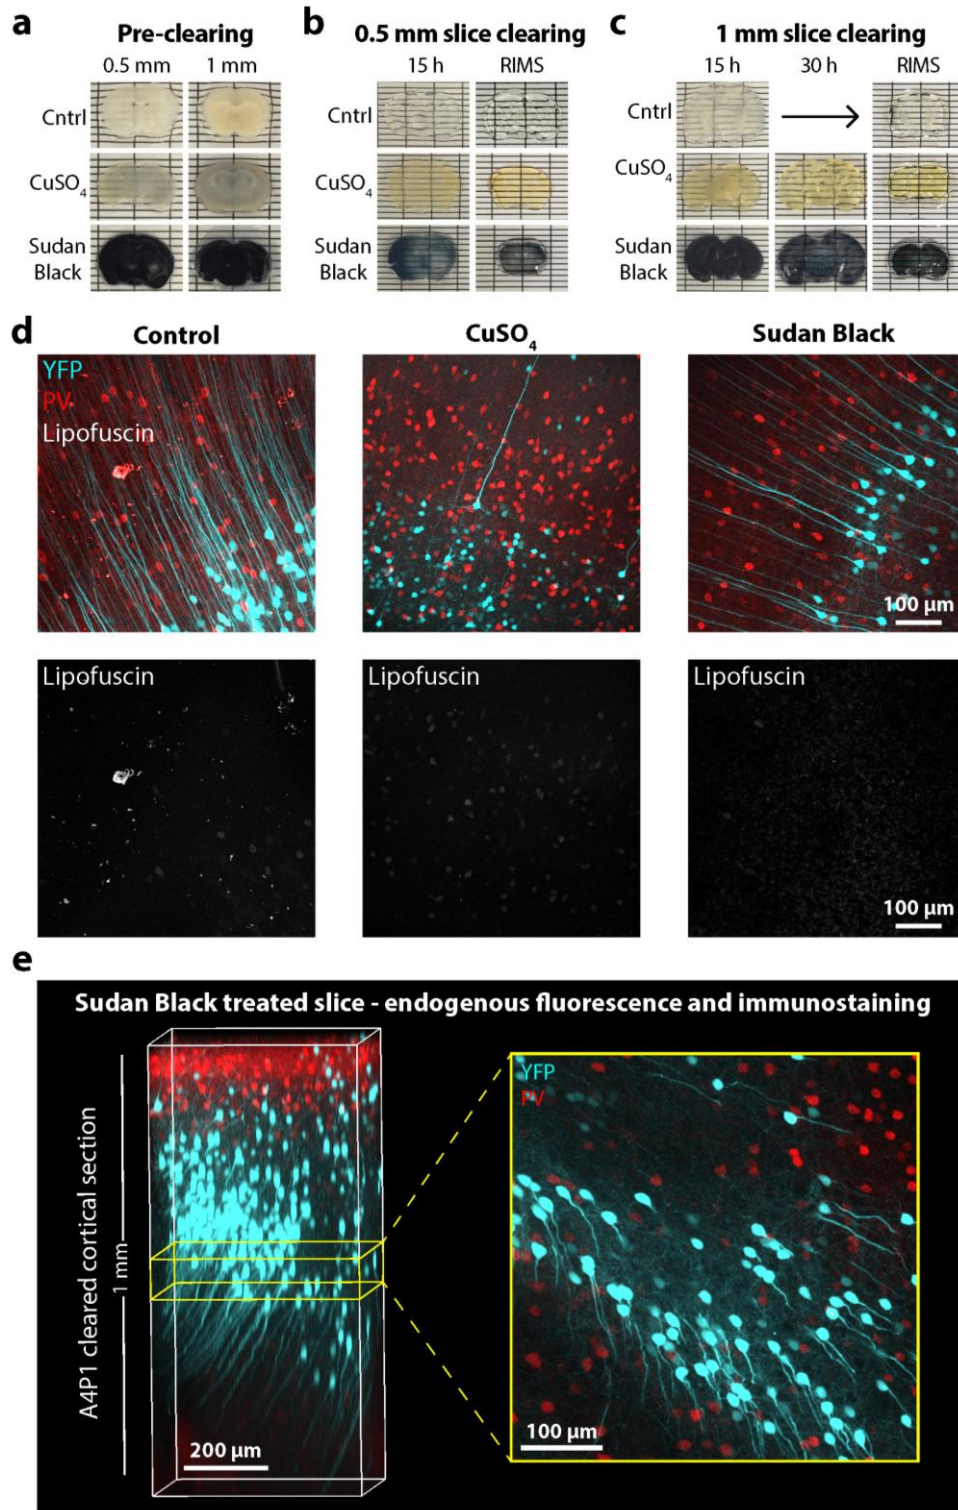 a
Pre-clearing
0.5 mm
1 mm
Cntrl
CuSO4
Sudan
Black
b
0.5 mm slice clearing
15 h
RIMS
Cntrl
CuSO4
Sudan
Black
c
1 mm slice clearing
15 h
30 h
RIMS
Cntrl
CuSO4
Sudan
Black
d
Control
CuSO4
Sudan Black
YFP
PV
Lipofuscin
100 µm
Lipofuscin
Lipofuscin
Lipofuscin
100 µm
e
Sudan Black treated slice - endogenous fluorescence and immunostaining
A4P1 cleared cortical section
1 mm
200 µm
YFP
PV
100 µm